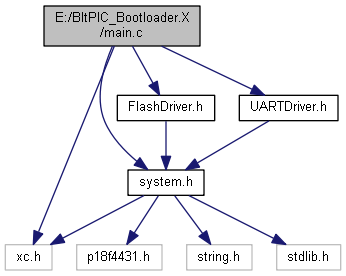 E:/BltPIC_Bootloader.X
/main.c
FlashDriver.h
UARTDriver.h
system.h
xc.h
p18f4431.h
string.h
stdlib.h